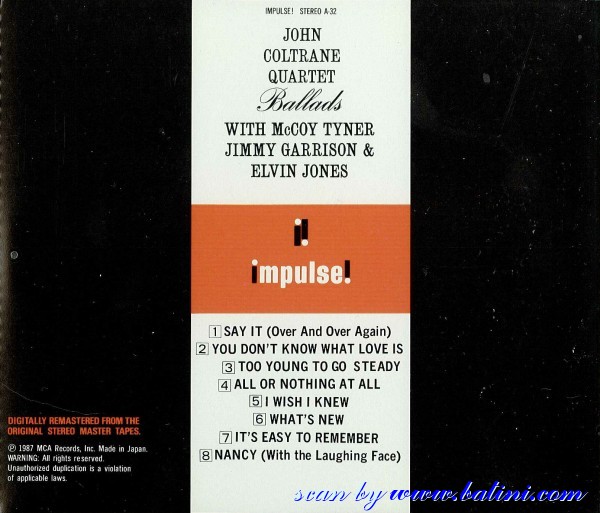 IMPULSE! STEREO A-32
JOHN
COLTRANE
QUARTET
Ballads
WITH McCOY TYNER
JIMMY GARRISON &
ELVIN JONES
impulse!
1 SAY IT (Over And Over Again)
2 YOU DON'T KNOW WHAT LOVE IS
3 TOO YOUNG TO GO STEADY
4 ALL OR NOTHING AT ALL
5 I WISH I KNEW
6 WHAT'S NEW
7 IT'S EASY TO REMEMBER
8 NANCY (With the Laughing Face)
DIGITALLY REMASTERED FROM THE
ORIGINAL STEREO MASTER TAPES.
℗ 1987 MCA Records, Inc. Made in Japan.
WARNING: All rights reserved.
Unauthorized duplication is a violation
of applicable laws.
scan by www.batini.com